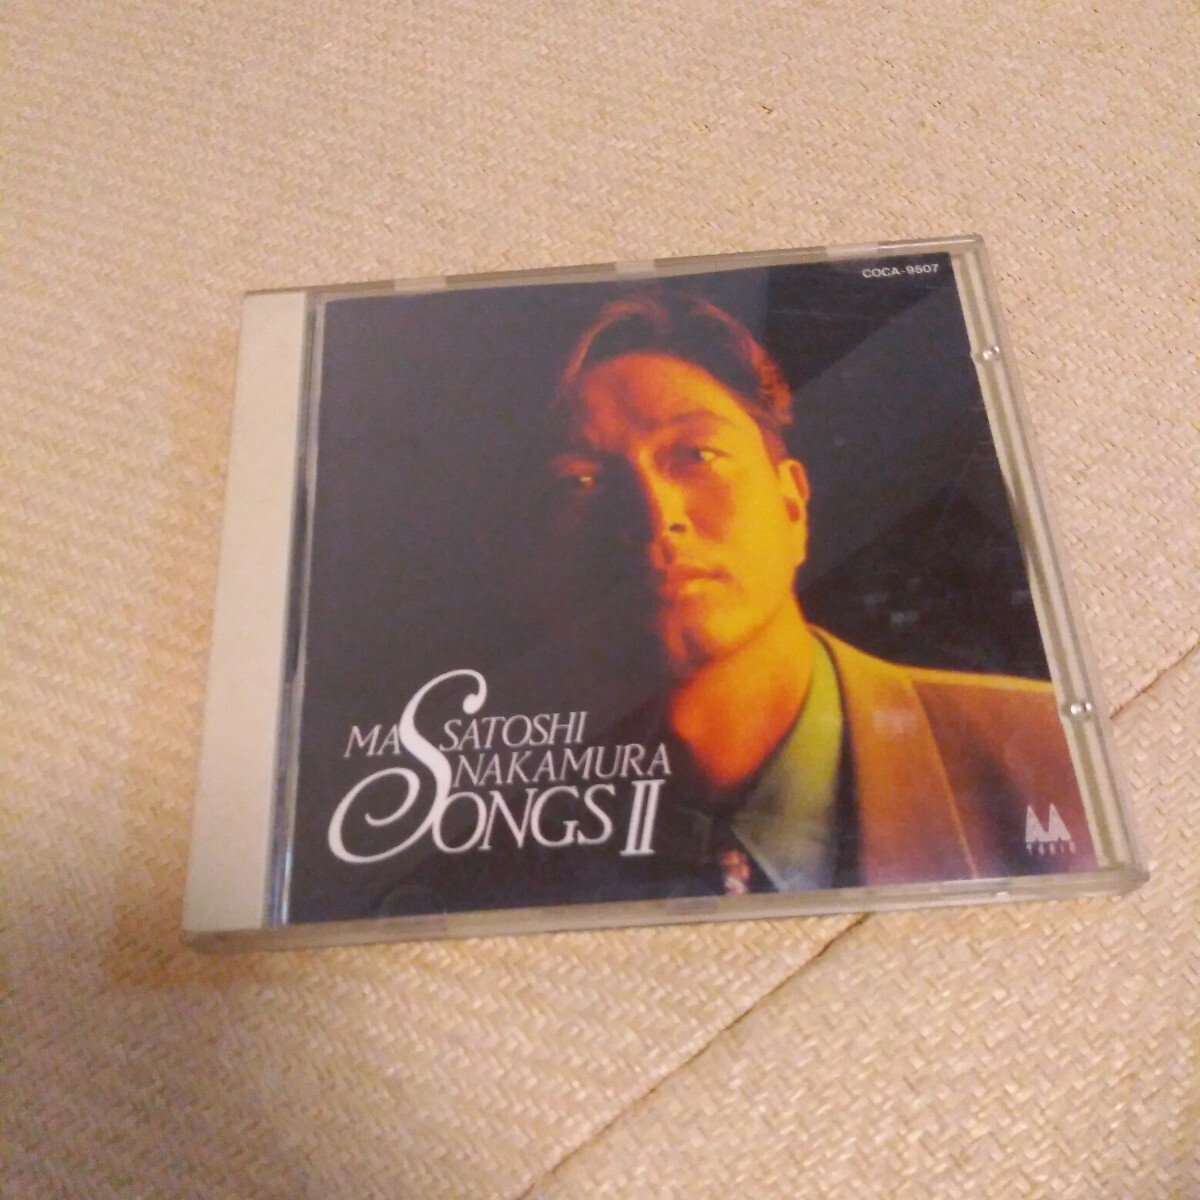 COCA-9507
MASATOSHI
NAKAMURA
SONGS II